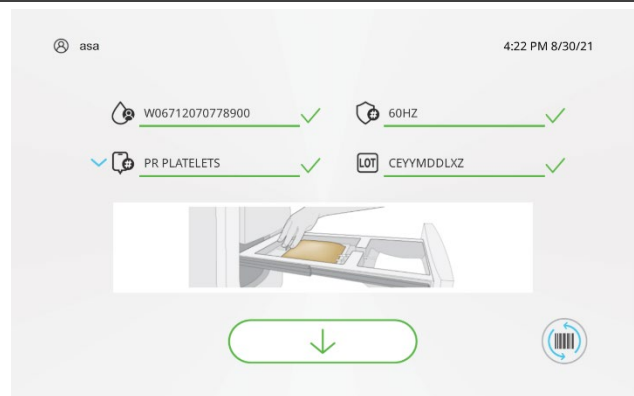 asa
4:22 PM 8/30/21
W06712070778900
60HZ
PR PLATELETS
LOT
CEYYMDDLXZ